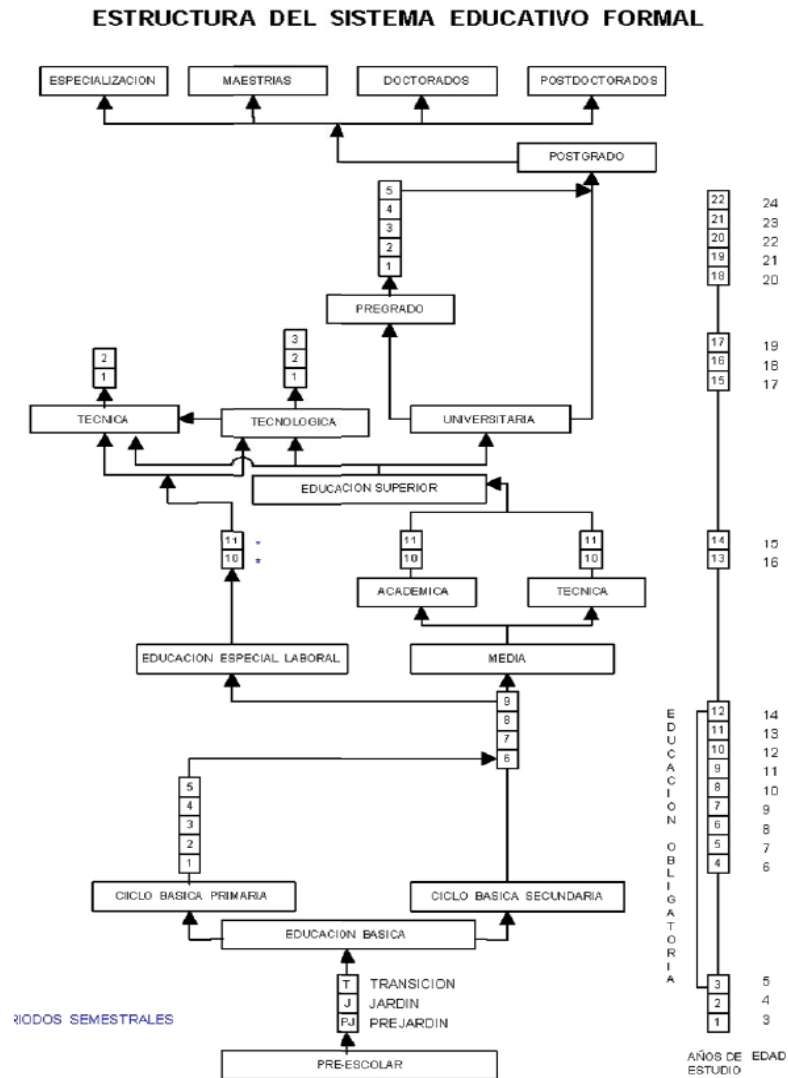 ESTRUCTURA DEL SISTEMA EDUCATIVO FORMAL
ESPECIALIZACION MAESTRIAS DOCTORADOS POSTDOCTORADOS
POSTGRADO
5 22 24
4 21 23
3 20 22
2 19 21
1 18 20
PREGRADO
3 17 19
2 2 16 18
1 1 15 17
TECNICA TECNOLOGICA UNIVERSITARIA
EDUCACION SUPERIOR
11 * 11 11 14 15
10 * 10 10 13 16
ACADEMICA TECNICA
EDUCACION ESPECIAL LABORAL MEDIA
9 12 14
8 11 13
7 10 12
6 9 11
5 8 10
4 7 9
3 6 8
2 5 7
1 4 6
EDUCACION OBLIGATORIA
CICLO BASICA PRIMARIA CICLO BASICA SECUNDARIA
EDUCACION BASICA
T TRANSICION 3 5
J JARDIN 2 4
PJ PREJARDIN 1 3
RIODOS SEMESTRALES
PRE-ESCOLAR
AÑOS DE EDAD
ESTUDIO